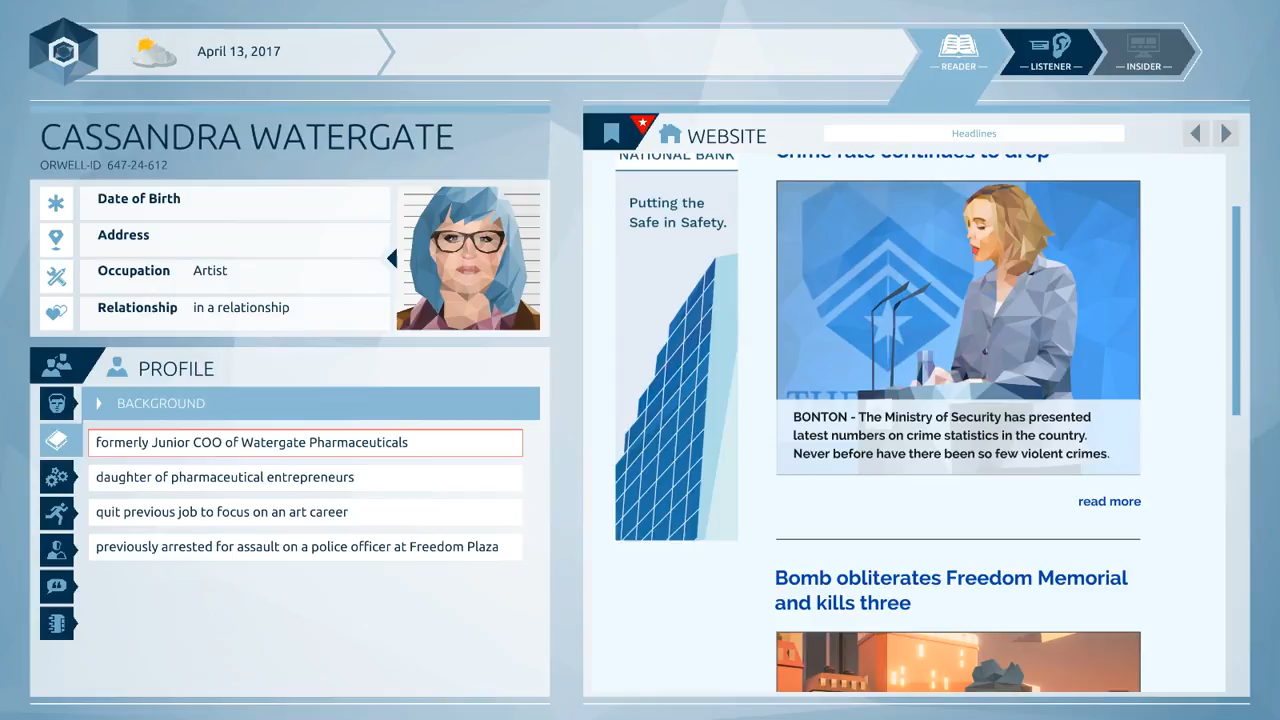 April 13, 2017
READER
LISTENER
INSIDER
CASSANDRA WATERGATE
ORWELL-ID 647-24-612
Date of Birth
Address
Occupation Artist
Relationship in a relationship
PROFILE
BACKGROUND
formerly Junior COO of Watergate Pharmaceuticals
daughter of pharmaceutical entrepreneurs
quit previous job to focus on an art career
previously arrested for assault on a police officer at Freedom Plaza
WEBSITE
Headlines
NATIONAL BANK
Putting the
Safe in Safety.
Crime rate continues to drop
THE
BONTON - The Ministry of Security has presented
latest numbers on crime statistics in the country.
Never before have there been so few violent crimes.
read more
Bomb obliterates Freedom Memorial
and kills three